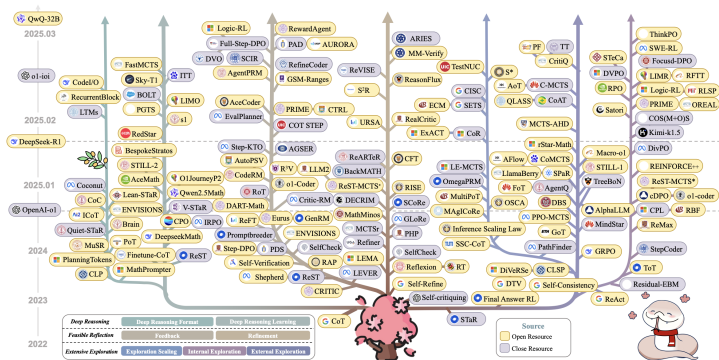 QwQ-32B
2025.03
o1-ioi
CodeI/O
RecurrentBlock
LTMs
2025.02
DeepSeek-R1
2025.01
Coconut
CoC
OpenAI-o1
ICoT
Quiet-STaR
MuSR
2024
PlanningTokens
CLP
2023
2022
FastMCTS
Sky-T1
ITT
BOLT
LIMO
PGTS
s1
RedStar
BespokeStratos
STILL-2
AceMath
O1JourneyP2
Lean-STaR
Qwen2.5Math
ENVISIONS
V-STaR
CPO
IRPO
Brain
DeepseekMath
PoT
Finetune-CoT
ReST
MathPrompter
Logic-RL
RewardAgent
Full-Step-DPO
PAD
AURORA
DVO
SCIR
RefineCoder
AgentPRM
GSM-Ranges
AceCoder
PRIME
CTRL
EvalPlanner
COT STEP
Step-KTO
AGSER
AutoPSV
R³V
LLM2
CodeRM
o1-Coder
RoT
Critic-RM
DART-Math
ReFT
Eurus
GenRM
Promptbreeder
ENVISIONS
Step-DPO
PDS
SelfCheck
Self-Verification
RAP
Shepherd
ReST
CRITIC
ReVISE
S²R
URSA
ReARTeR
BackMATH
ReST-MCTS*
DECRIM
MathMinos
MCTSr
Refiner
LEMA
LEVER
CoT
ARIES
MM-Verify
TestNUC
ReasonFlux
CISC
ECM
SETS
RealCritic
ExACT
CoR
CFT
LE-MCTS
OmegaPRM
RISE
SCoRe
MultiPoT
GLoRe
MAgICoRe
PHP
Inference Scaling Law
SelfCheck
SSC-CoT
Reflexion
RT
Self-Refine
Self-critiquing
STaR
PF
TT
CritiQ
S*
AoT
C-MCTS
QLASS
CoAT
MCTS-AHD
rStar-Math
AFlow
CoMCTS
LlamaBerry
SPaR
FoT
AgentQ
OSCA
DBS
PPO-MCTS
GoT
PathFinder
DiVeRSe
CLSP
DTV
Self-Consistency
Final Answer RL
ThinkPO
SWE-RL
STeCa
Focused-DPO
DVPO
LIMR
RFTT
RPO
Logic-RL
RLSP
Satori
PRIME
OREAL
COS(M+O)S
Kimi-k1.5
DivPO
Macro-o1
STILL-1
REINFORCE++
TreeBoN
ReST-MCTS*
cDPO
o1-coder
AlphaLLM
CPL
RBF
MindStar
ReMax
GRPO
StepCoder
ToT
Residual-EBM
ReAct
Deep Reasoning
Deep Reasoning Format
Deep Reasoning Learning
Feasible Reflection
Feedback
Refinement
Extensive Exploration
Exploration Scaling
Internal Exploration
External Exploration
Source
Open Resource
Close Resource